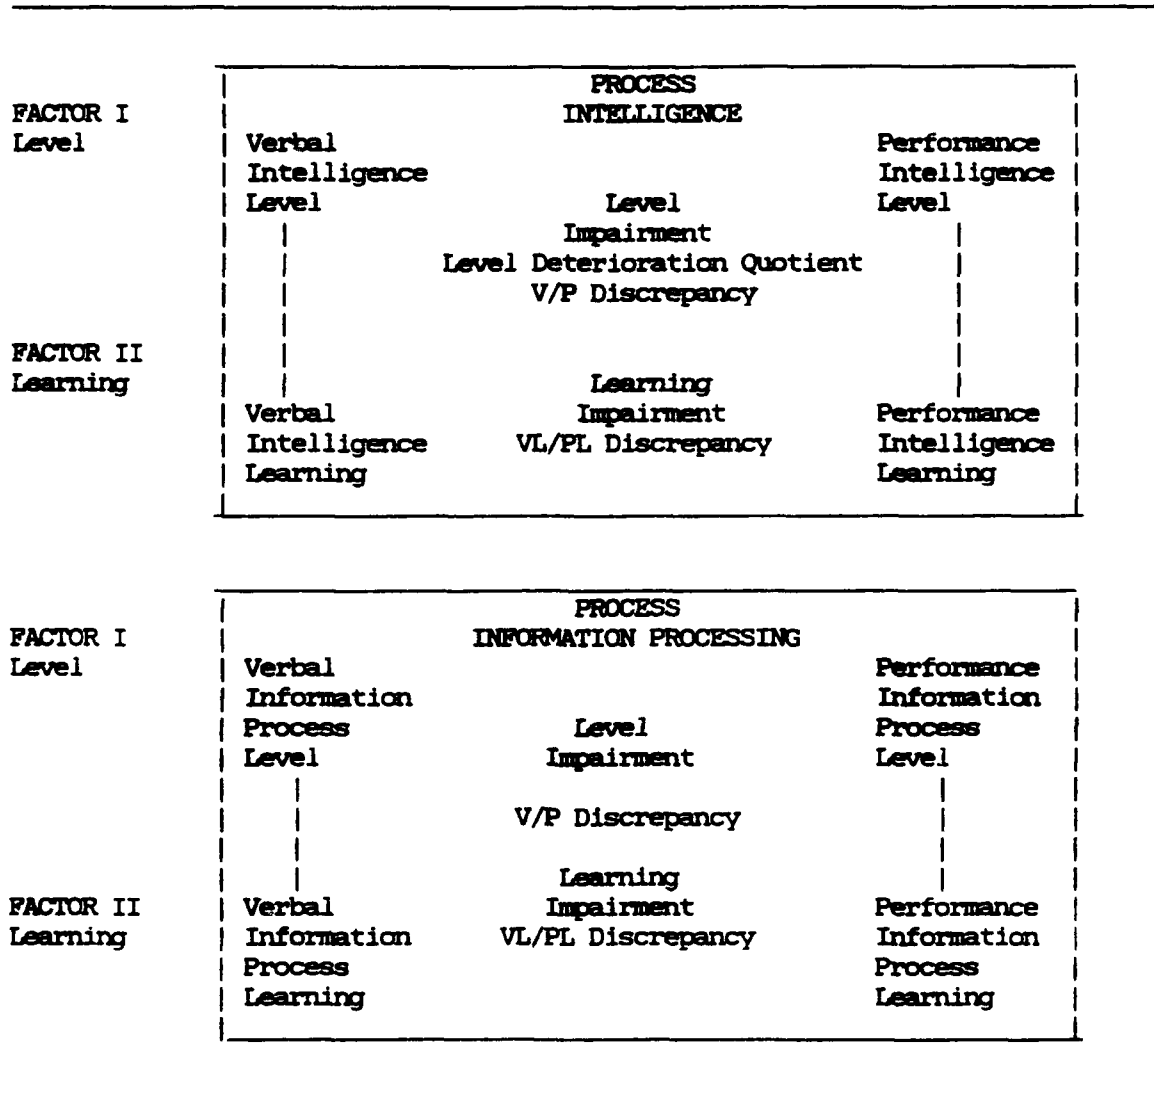 PROCESS
FACTOR I INTELLIGENCE
Level Verbal Performance
Intelligence Intelligence
Level Level Level
Impairment
Level Deterioration Quotient
V/P Discrepancy
FACTOR II
Learning Learning
Verbal Impairment Performance
Intelligence VL/PL Discrepancy Intelligence
Learning Learning
PROCESS
FACTOR I INFORMATION PROCESSING
Level Verbal Performance
Information Information
Process Level Process
Level Impairment Level
V/P Discrepancy
Learning
FACTOR II Verbal Impairment Performance
Learning Information VL/PL Discrepancy Information
Process Process
Learning Learning